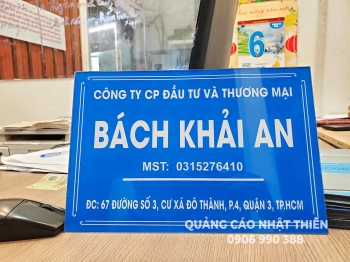 6
CÔNG TY CP ĐẦU TƯ VÀ THƯƠNG MẠI
BÁCH KHẢI AN
MST: 0315276410
ĐC: 67 ĐƯỜNG SỐ 3, CƯ XÁ ĐÔ THÀNH, P.4, QUẬN 3, TP.HCM
QUẢNG CÁO NHẬT THIÊN
0906 990 388